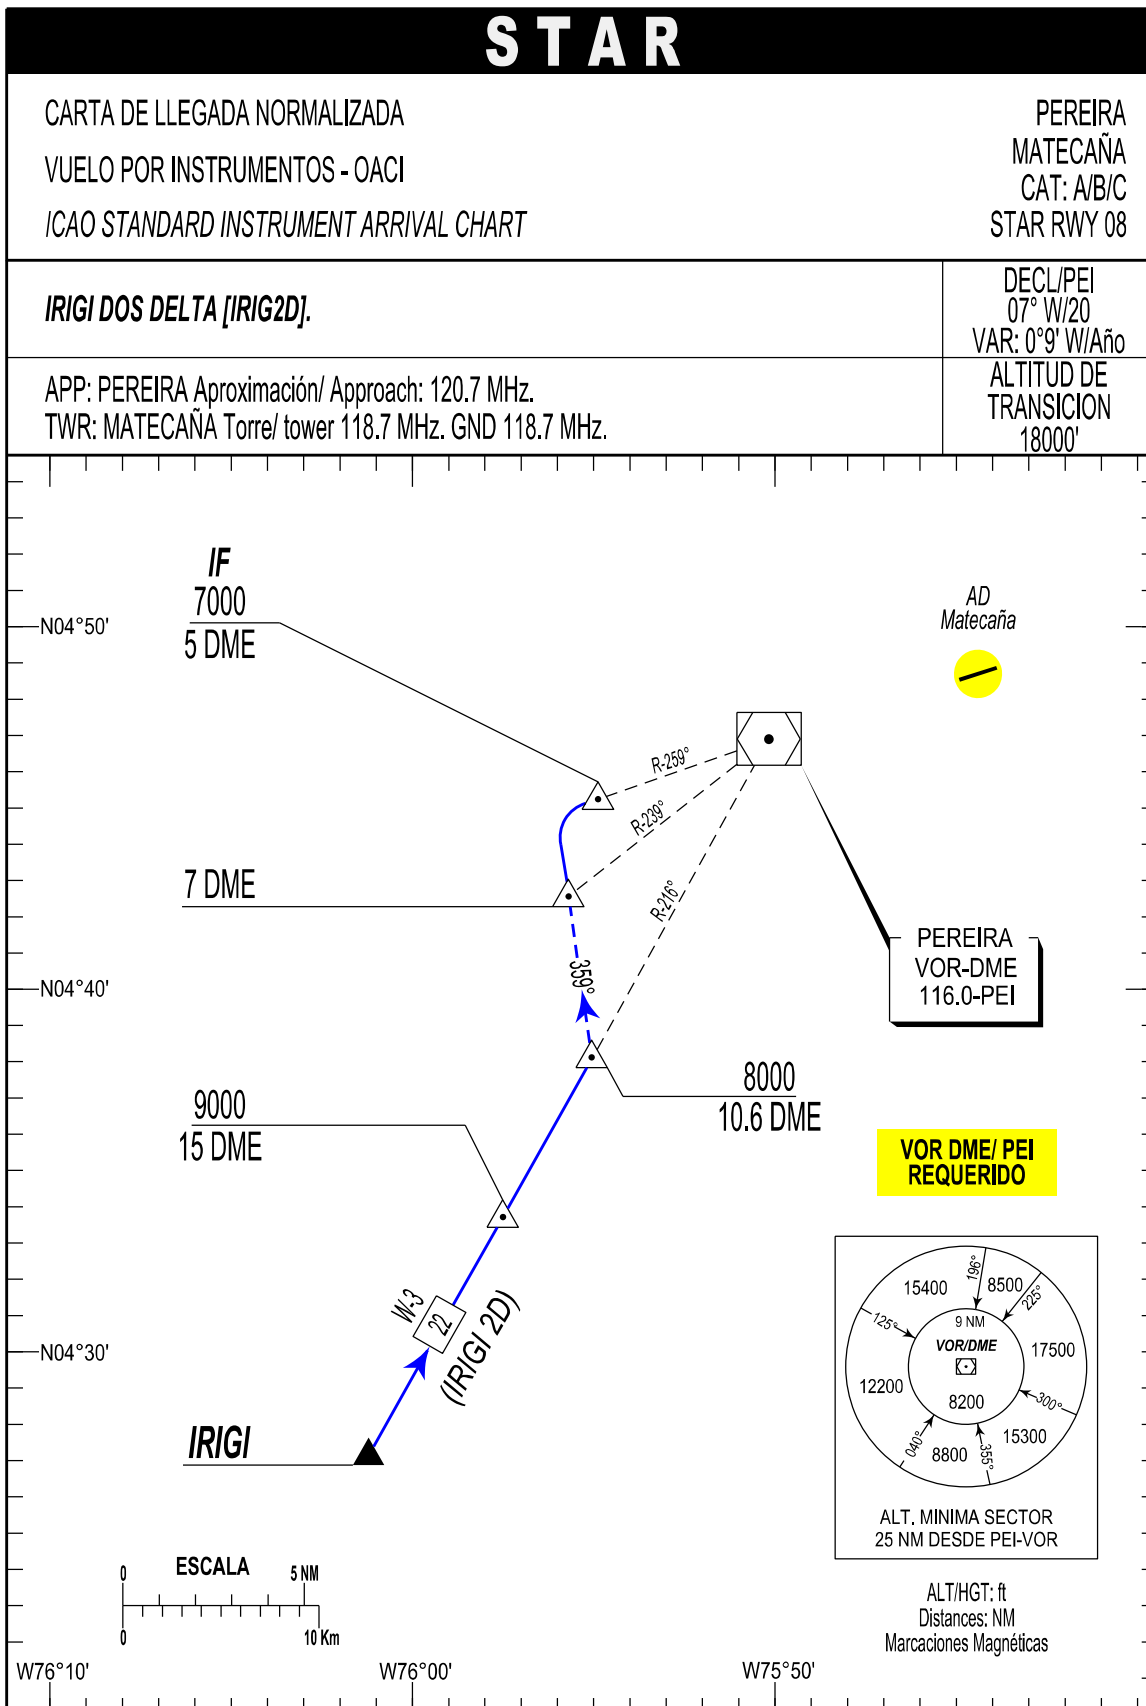 STAR
CARTA DE LLEGADA NORMALIZADA
VUELO POR INSTRUMENTOS - OACI
ICAO STANDARD INSTRUMENT ARRIVAL CHART
PEREIRA
MATECAÑA
CAT: A/B/C
STAR RWY 08
IRIGI DOS DELTA [IRIG2D].
DECL/PEI
07° W/20
VAR: 0°9' W/Año
APP: PEREIRA Aproximación/ Approach: 120.7 MHz.
TWR: MATECAÑA Torre/ tower 118.7 MHz. GND 118.7 MHz.
ALTITUD DE
TRANSICION
18000'
IF
7000
5 DME
AD
Matecaña
N04°50'
R-259°
R-239°
R-216°
7 DME
PEREIRA
VOR-DME
116.0-PEI
359°
N04°40'
8000
10.6 DME
9000
15 DME
VOR DME/ PEI
REQUERIDO
W-3
22
(IRIGI 2D)
N04°30'
IRIGI
15400
196°
8500
225°
125°
9 NM
VOR/DME
17500
12200
8200
300°
040°
8800
355°
15300
ALT. MINIMA SECTOR
25 NM DESDE PEI-VOR
ESCALA
0
5 NM
0
10 Km
ALT/HGT: ft
Distances: NM
Marcaciones Magnéticas
W76°10'
W76°00'
W75°50'